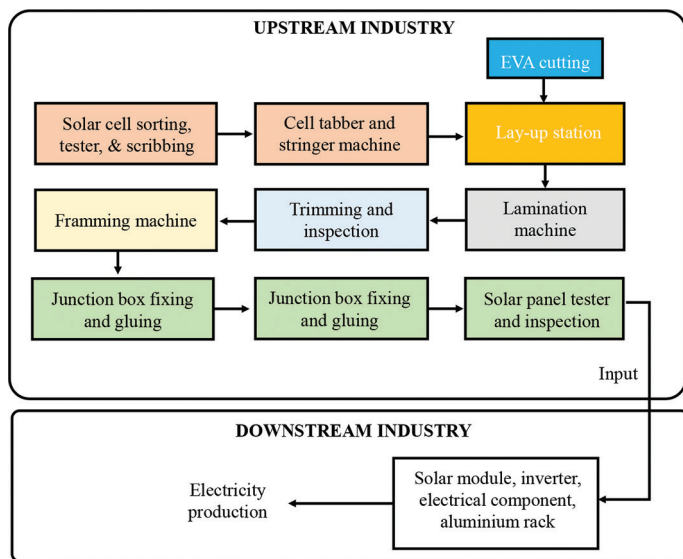 UPSTREAM INDUSTRY
EVA cutting
Solar cell sorting,
tester, & scribbing
Cell tabber and
stringer machine
Lay-up station
Framming machine
Trimming and
inspection
Lamination
machine
Junction box fixing
and gluing
Junction box fixing
and gluing
Solar panel tester
and inspection
Input
DOWNSTREAM INDUSTRY
Electricity
production
Solar module, inverter,
electrical component,
aluminium rack